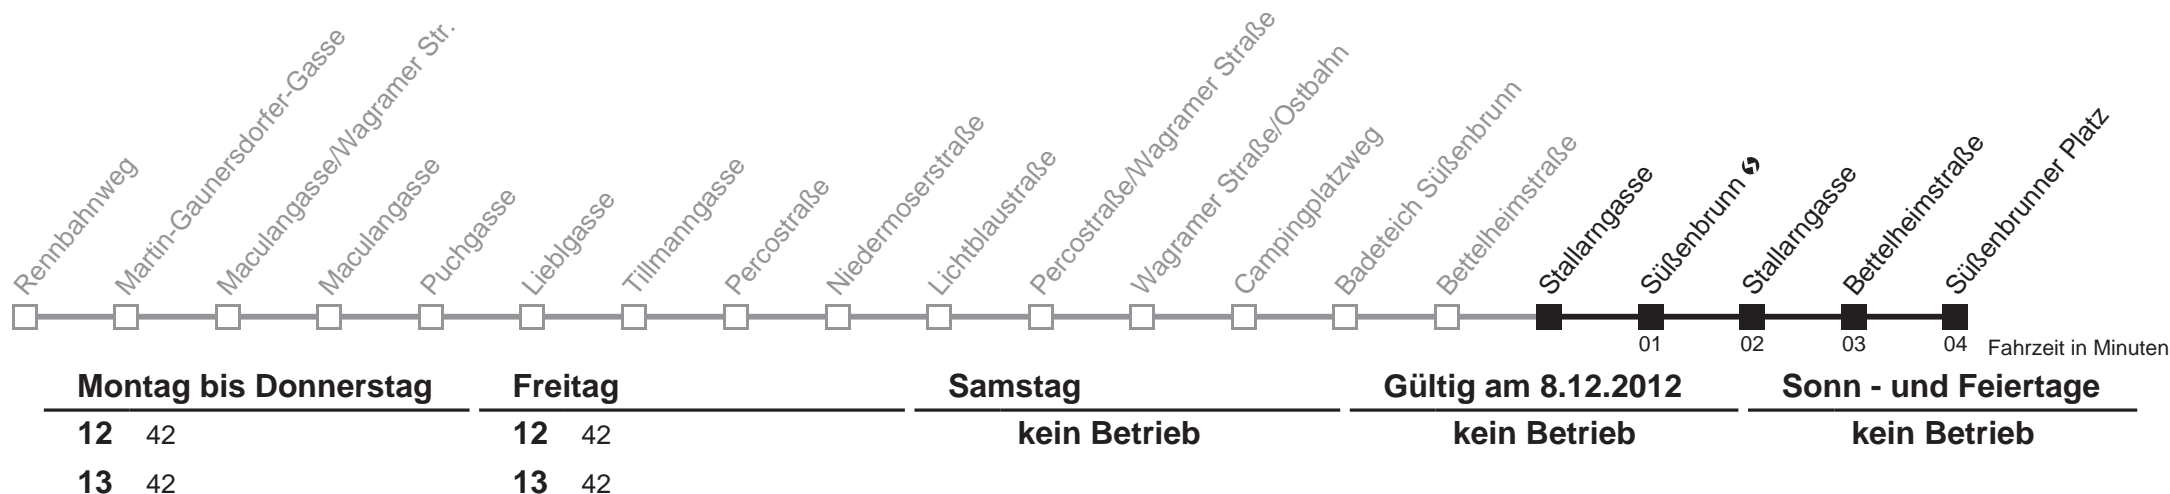 Rennbahnweg
Martin-Gaunersdorfer-Gasse
Maculangasse/Wagramer Str.
Maculangasse
Puchgasse
Lieblgasse
Tillmanngasse
Percostraße
Niedermoserstraße
Lichtblaustraße
Percostraße/Wagramer Straße
Wagramer Straße/Ostbahn
Campingplatzweg
Badeteich Süßenbrunn
Bettelheimstraße
Stallarngasse
Süßenbrunn
Stallarngasse
Bettelheimstraße
Süßenbrunner Platz
01 02 03 04 Fahrzeit in Minuten
Montag bis Donnerstag Freitag Samstag Gültig am 8.12.2012 Sonn - und Feiertage
12 42 12 42 kein Betrieb kein Betrieb kein Betrieb
13 42 13 42